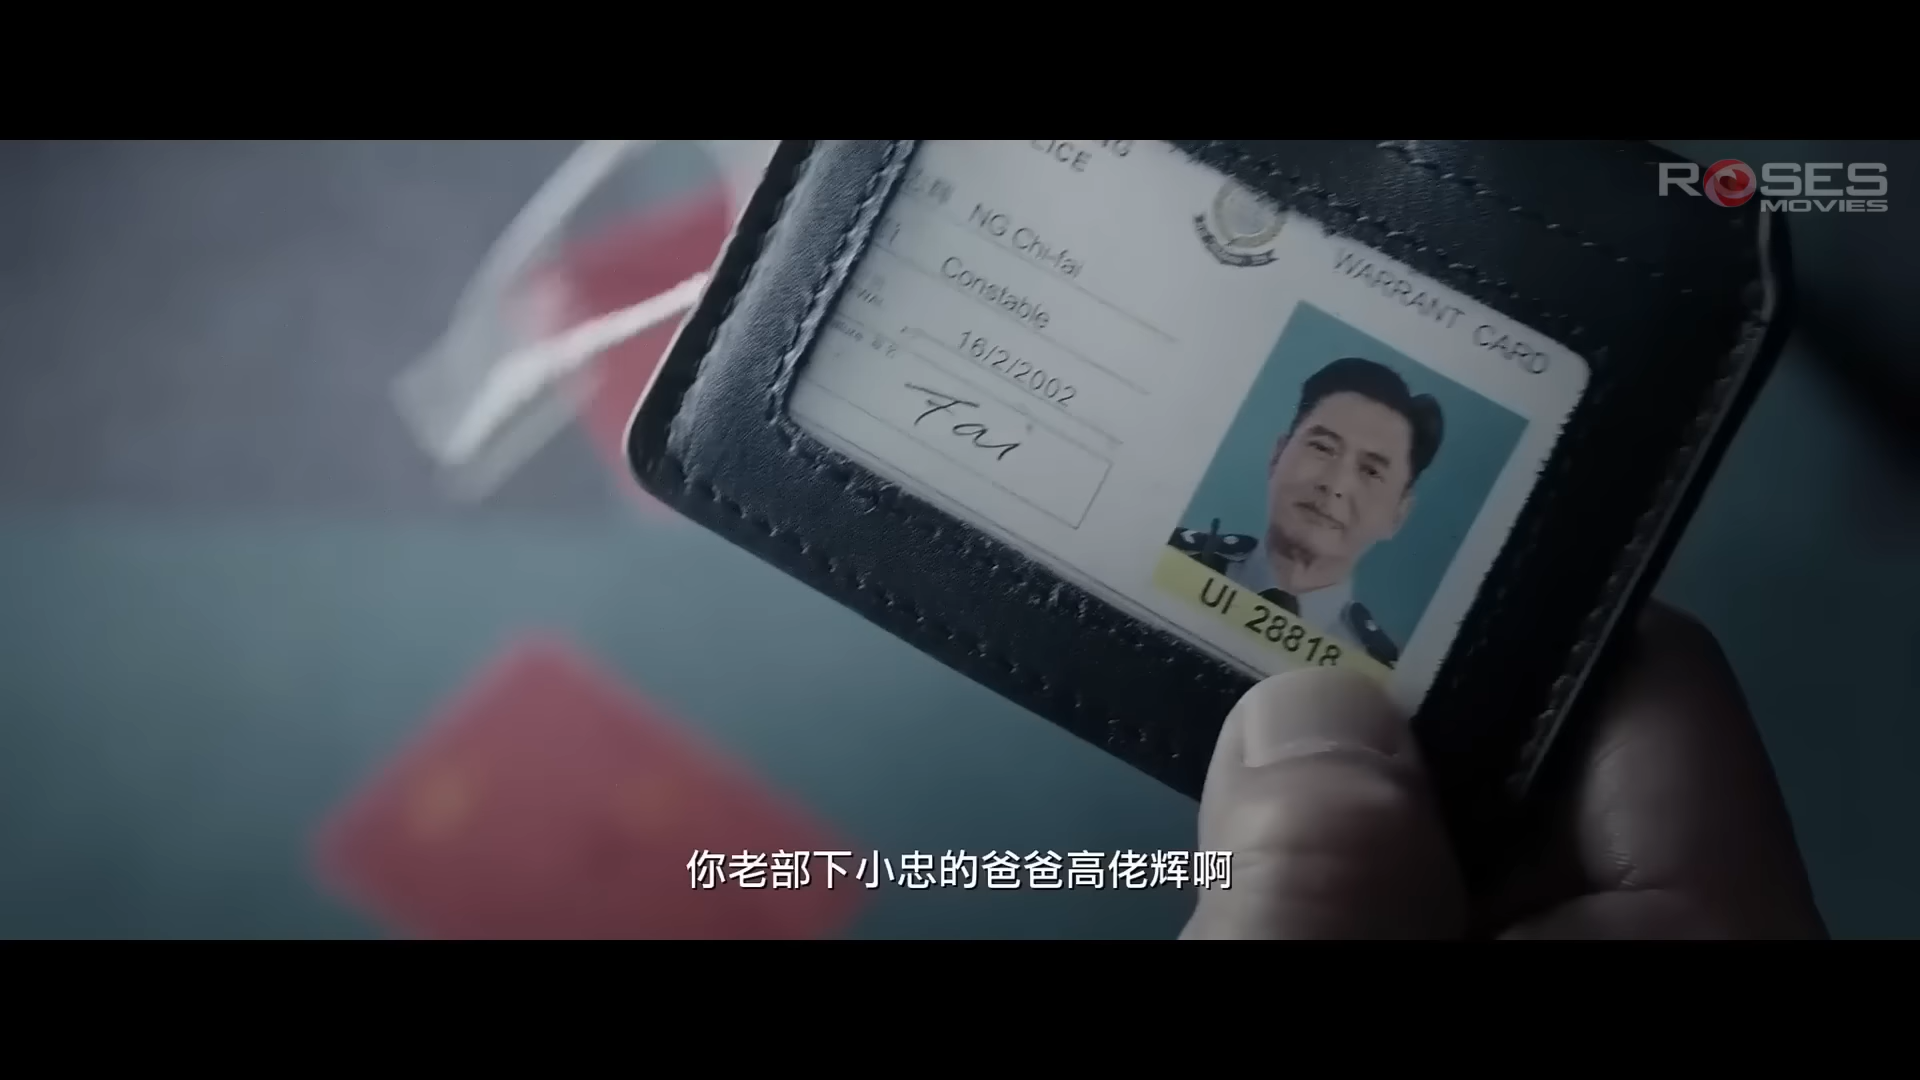 ROSES
MOVIES
WARRANT CARD
NG Chi-fai
Constable
16/2/2002
Fai
UI 28818
你老部下小忠的爸爸高佬辉啊